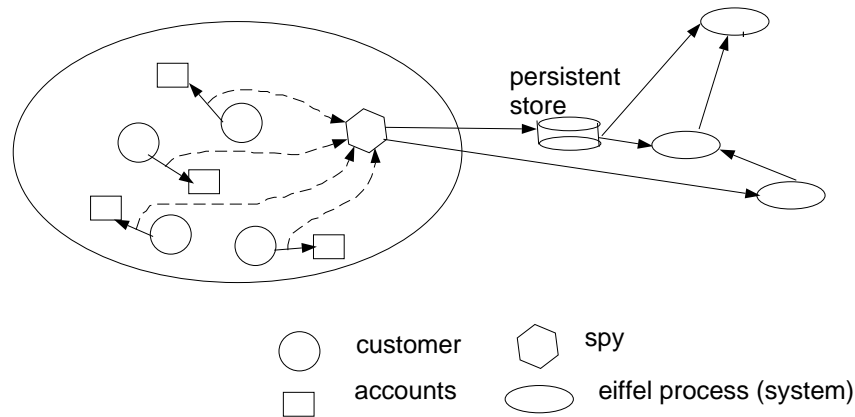 persistent
store
customer
spy
accounts
eiffel process (system)